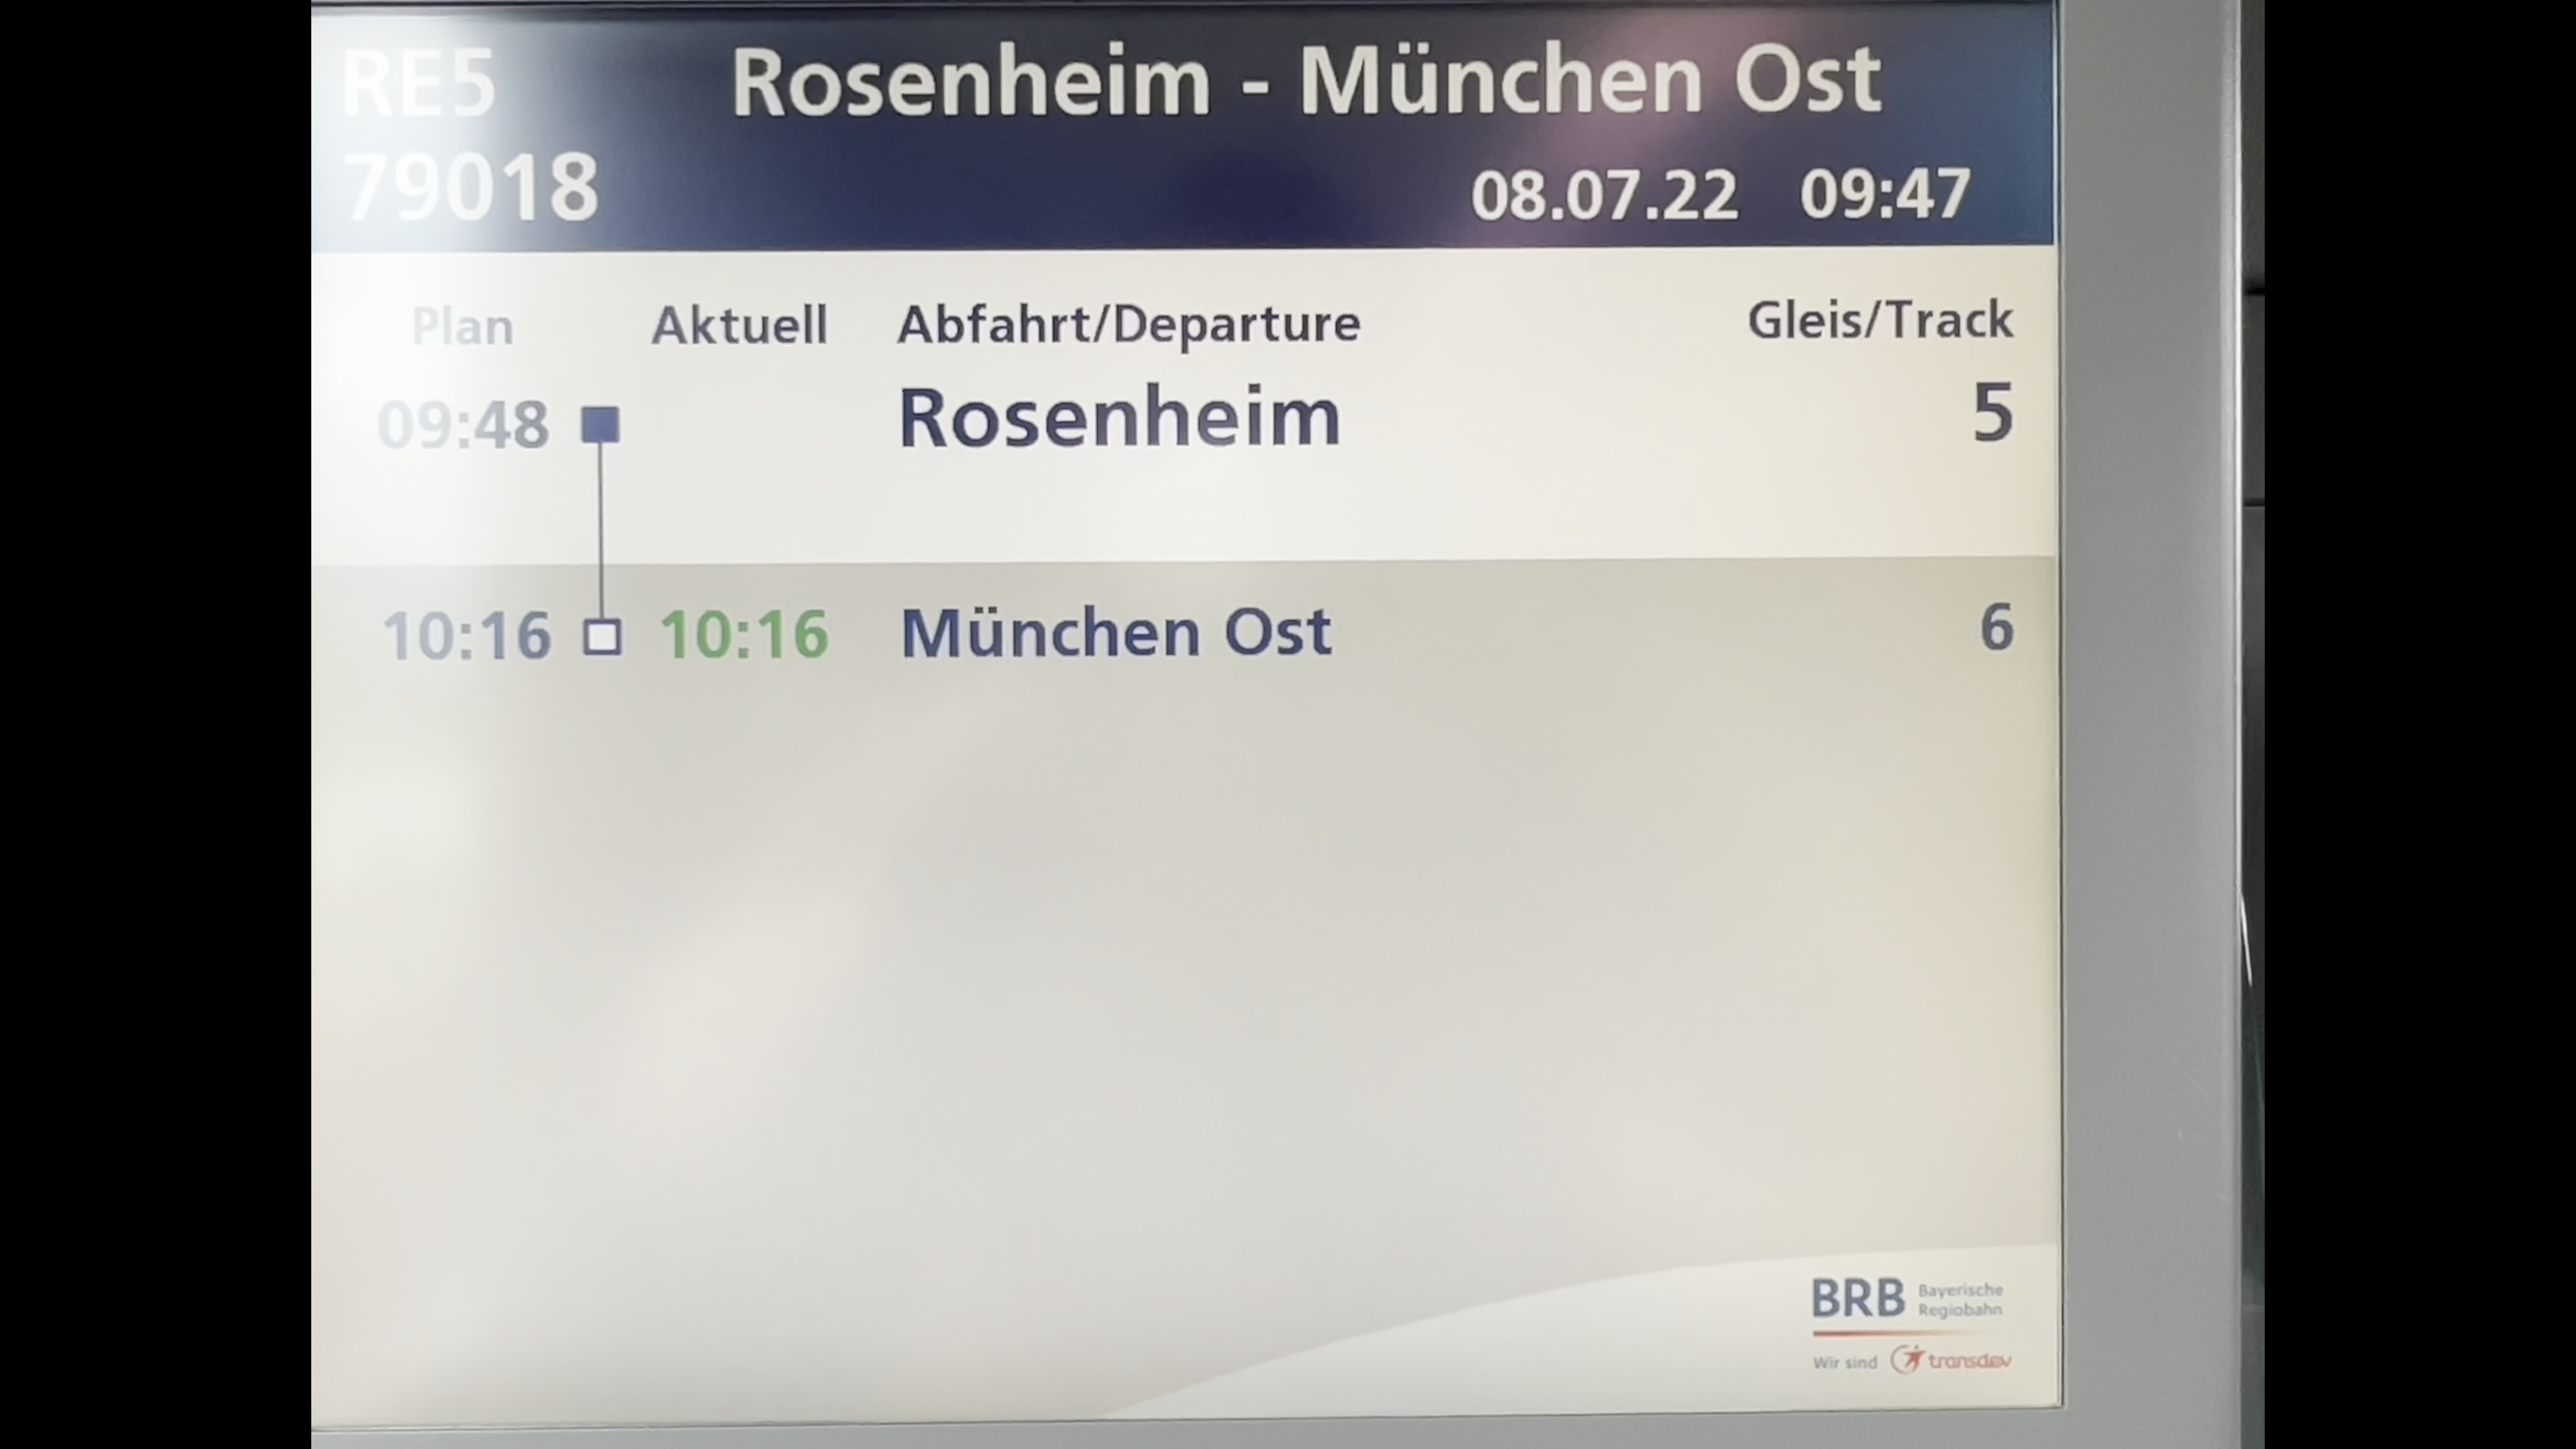 RE5 Rosenheim - München Ost
79018 08.07.22 09:47
Plan Aktuell Abfahrt/Departure Gleis/Track
09:48 Rosenheim 5
10:16 10:16 München Ost 6
BRB Bayerische
Regiobahn
Wir sind transdev